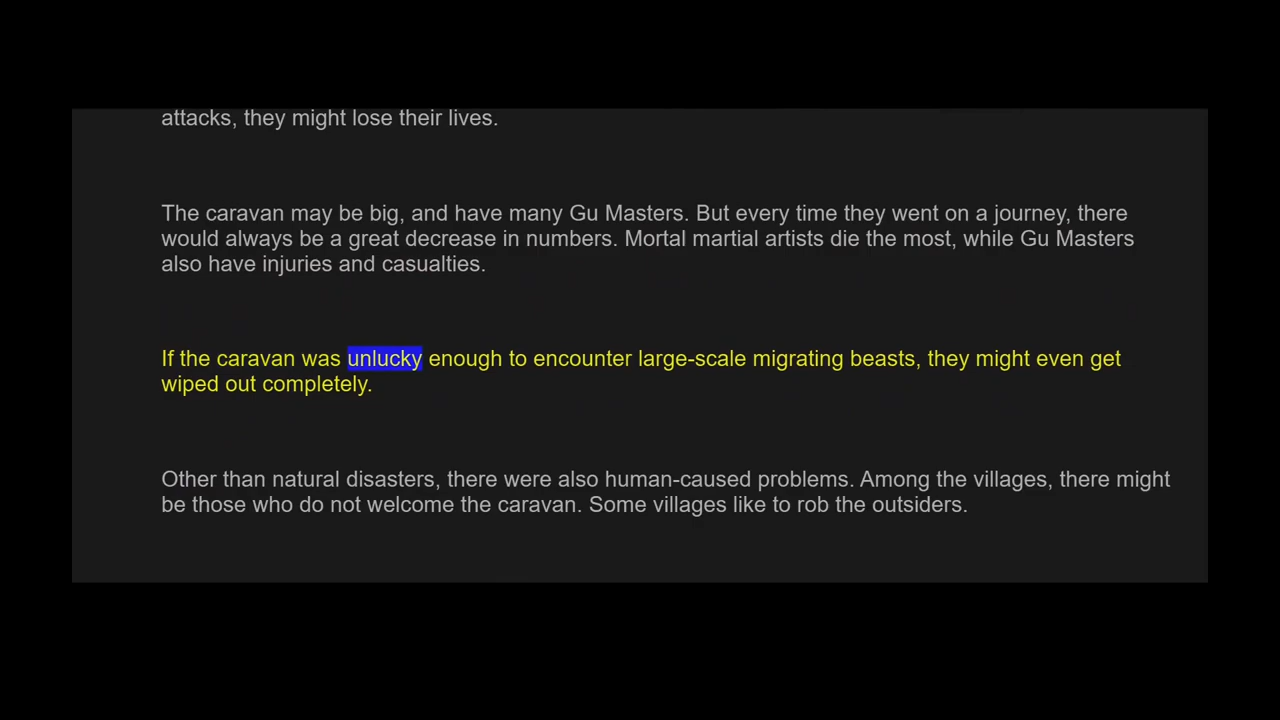 attacks, they might lose their lives.
The caravan may be big, and have many Gu Masters. But every time they went on a journey, there
would always be a great decrease in numbers. Mortal martial artists die the most, while Gu Masters
also have injuries and casualties.
If the caravan was unlucky enough to encounter large-scale migrating beasts, they might even get
wiped out completely.
Other than natural disasters, there were also human-caused problems. Among the villages, there might
be those who do not welcome the caravan. Some villages like to rob the outsiders.